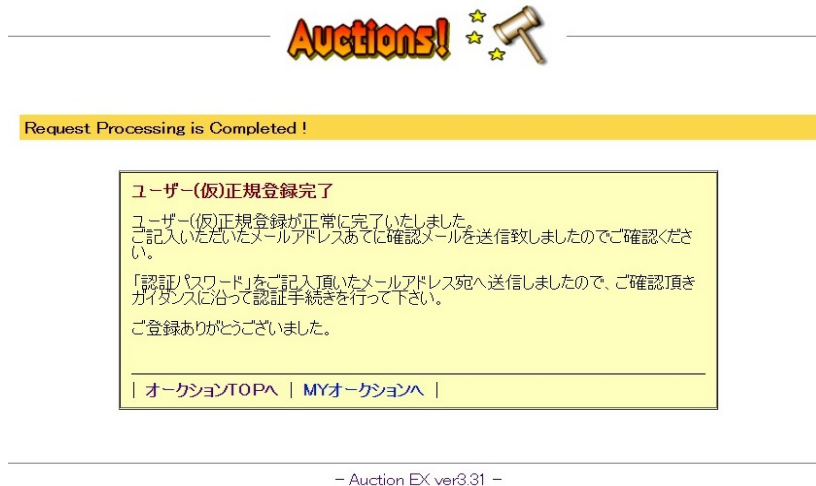 Auctions!
Request Processing is Completed !
ユーザー(仮)正規登録完了
ユーザー(仮)正規登録が正常に完了いたしました。
ご記入いただいたメールアドレスあてに確認メールを送信致しましたのでご確認くださ
い。
「認証パスワード」をご記入頂いたメールアドレス宛へ送信しましたので、ご確認頂き
ガイダンスに沿って認証手続きを行って下さい。
ご登録ありがとうございました。
| オークションTOPへ | MYオークションへ |
− Auction EX ver3.31 −